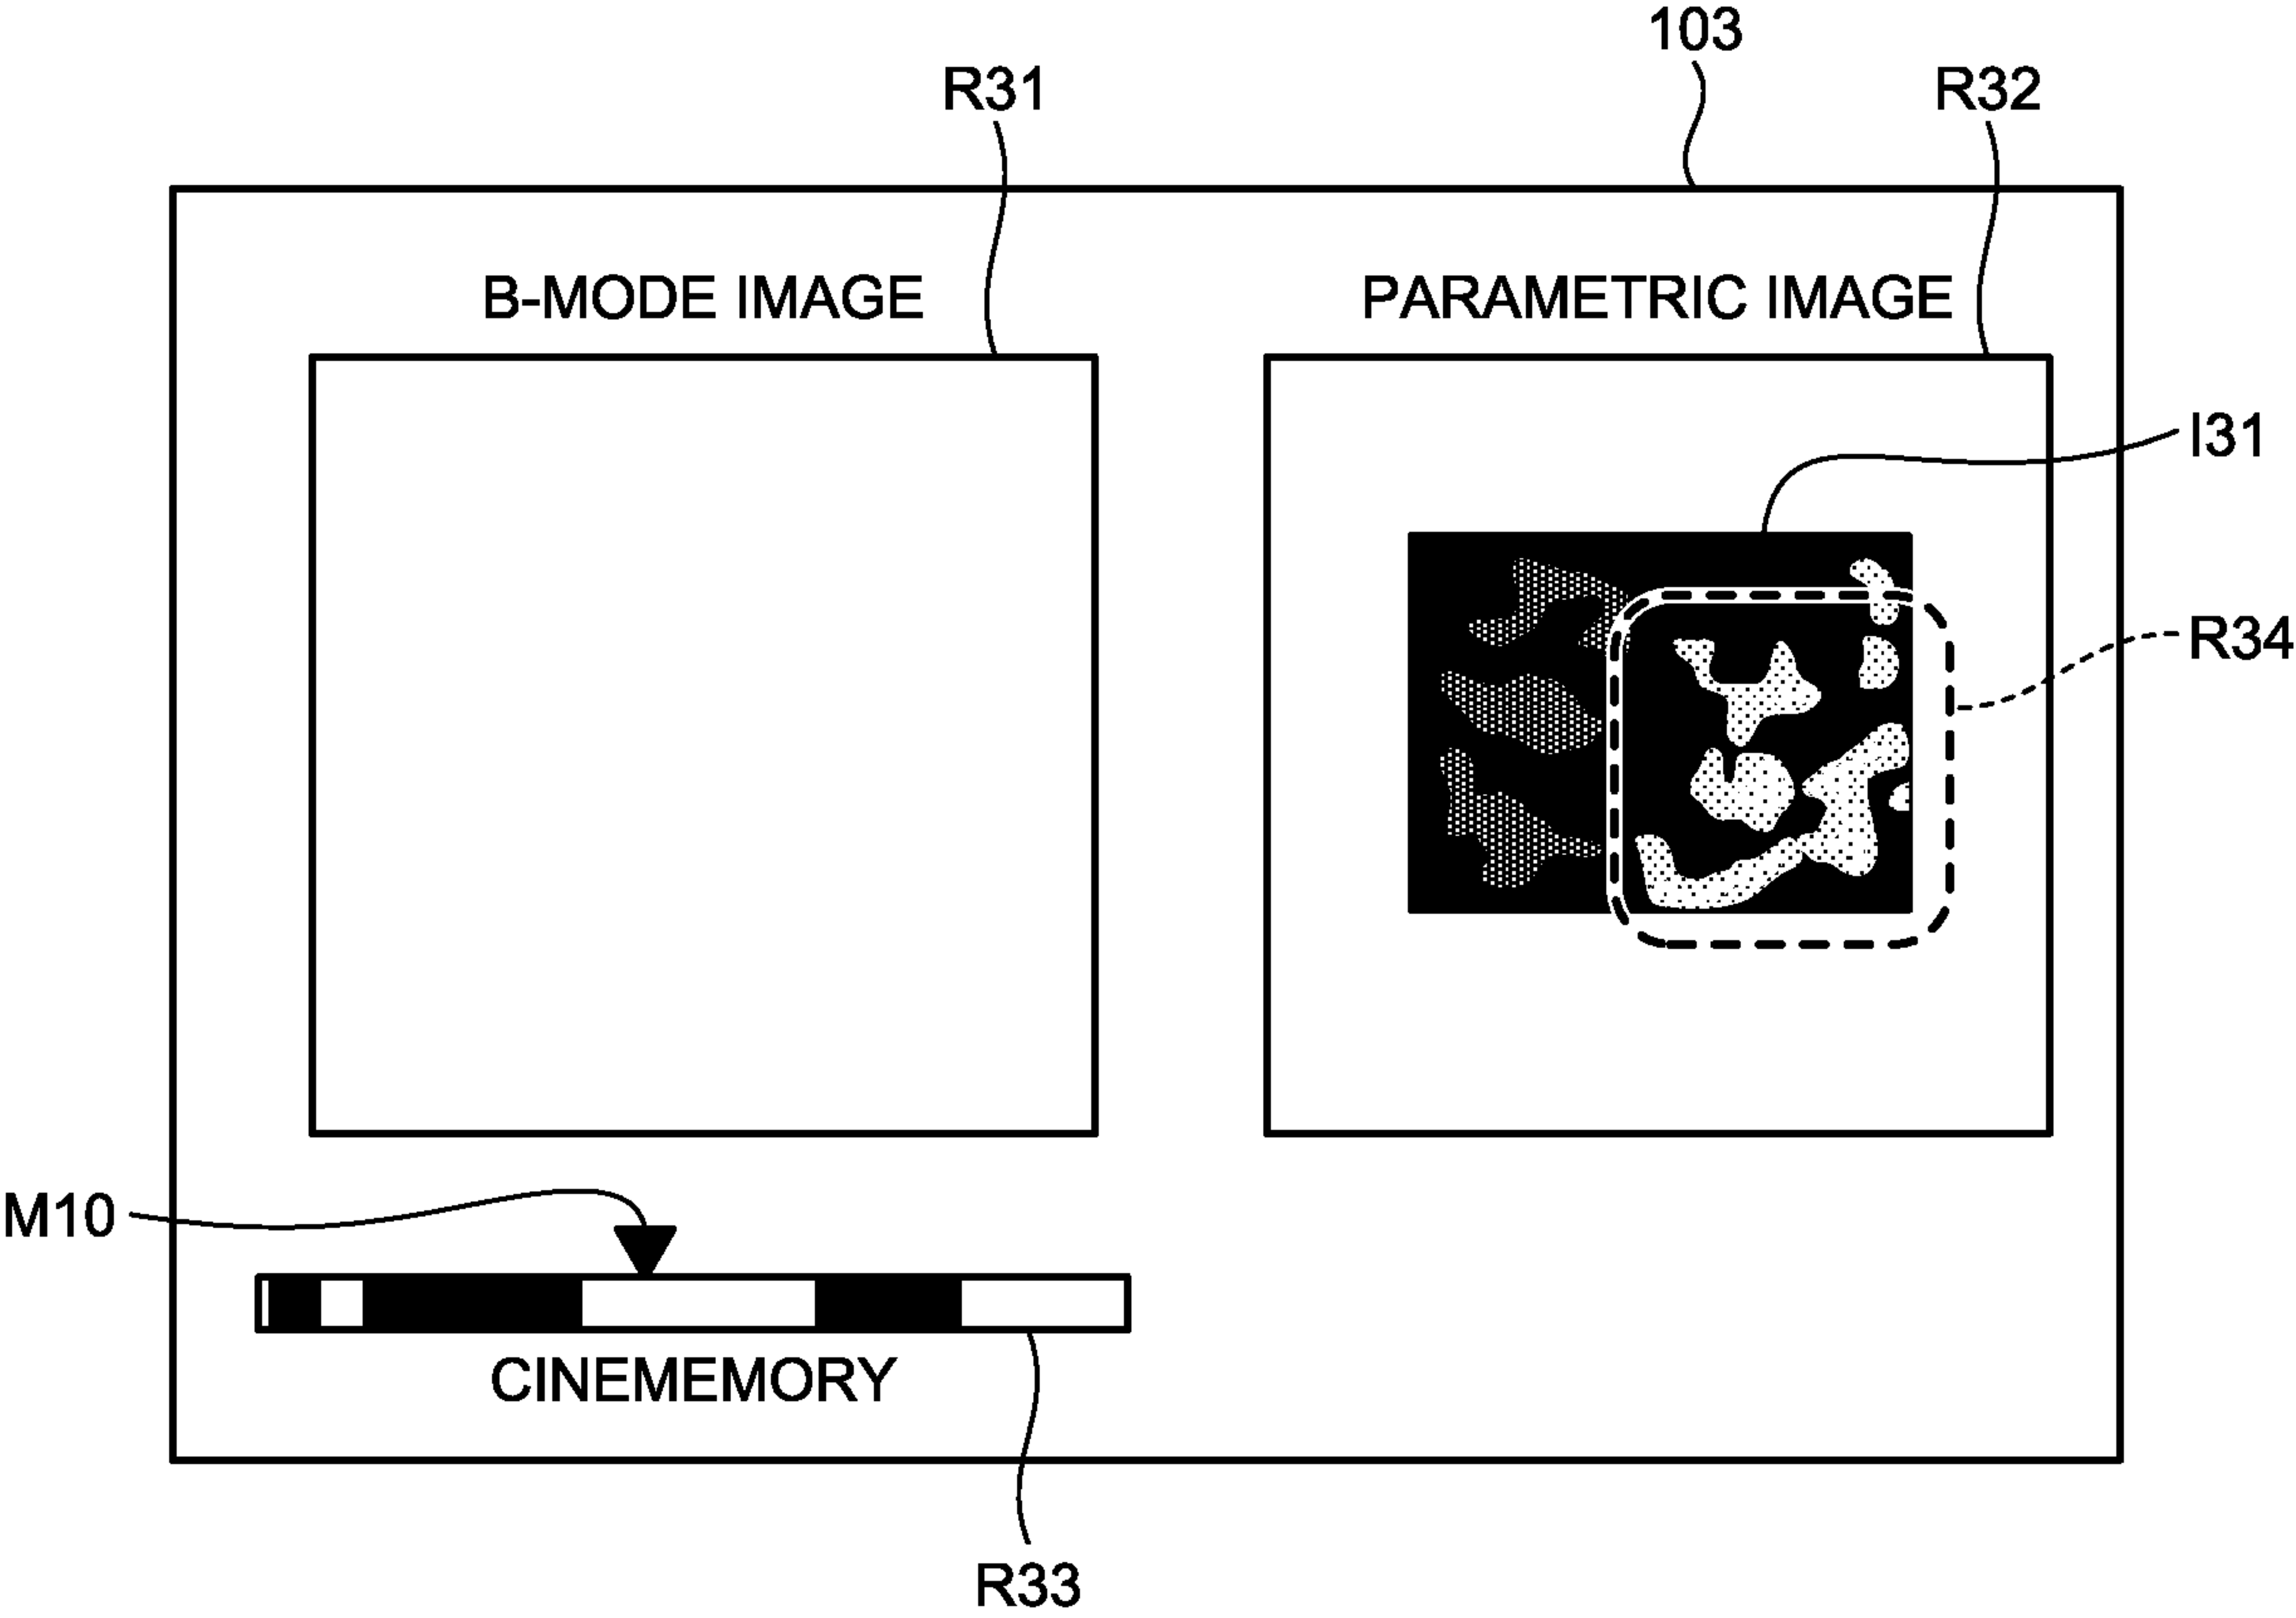 103
R31
R32
B-MODE IMAGE
PARAMETRIC IMAGE
I31
R34
M10
CINEMEMORY
R33